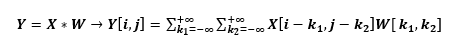 Y = X * W → Y[i, j] = ∑_{k₁=−∞}^{+∞} ∑_{k₂=−∞}^{+∞} X[i − k₁, j − k₂]W[ k₁, k₂]